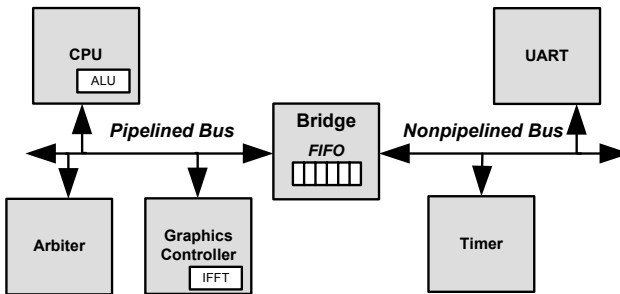 CPU
ALU
UART
Pipelined Bus
Bridge
FIFO
Nonpipelined Bus
Arbiter
Graphics
Controller
IFFT
Timer